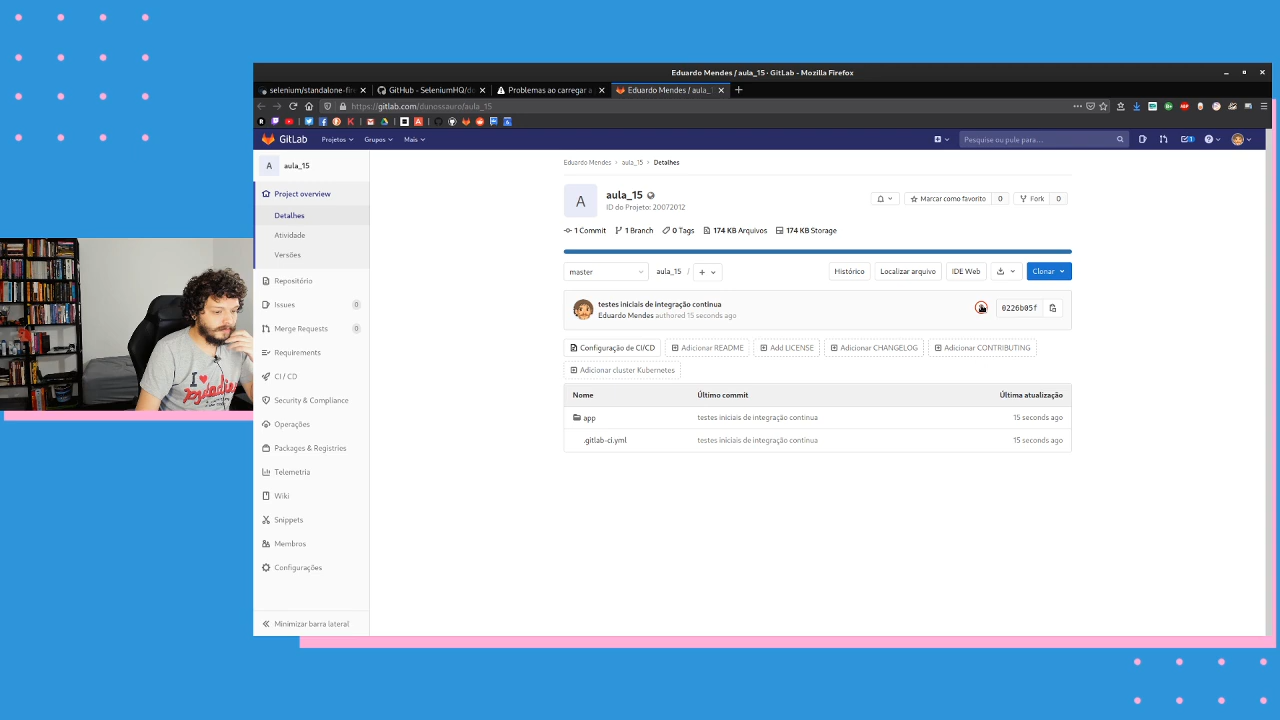 Eduardo Mendes / aula_15 · GitLab - Mozilla Firefox
selenium/standalone-fir
GitHub - SeleniumHQ/do
Problemas ao carregar a
Eduardo Mendes / aula_1
https://gitlab.com/dunossauro/aula_15
GitLab Projetos Grupos Mais Pesquise ou pule para...
A aula_15
Project overview
Detalhes
Atividade
Versões
Repositório
Issues 0
Merge Requests 0
Requirements
CI / CD
Security & Compliance
Operações
Packages & Registries
Telemetria
Wiki
Snippets
Membros
Configurações
Minimizar barra lateral
Eduardo Mendes > aula_15 > Detalhes
A
aula_15
ID do Projeto: 20072012
Marcar como favorito 0 Fork 0
1 Commit 1 Branch 0 Tags 174 KB Arquivos 174 KB Storage
master aula_15 / + Histórico Localizar arquivo IDE Web Clonar
testes iniciais de integração continua
Eduardo Mendes authored 15 seconds ago
0226b05f
Configuração de CI/CD Adicionar README Add LICENSE Adicionar CHANGELOG Adicionar CONTRIBUTING
Adicionar cluster Kubernetes
Nome Último commit Última atualização
app testes iniciais de integração continua 15 seconds ago
.gitlab-ci.yml testes iniciais de integração continua 15 seconds ago